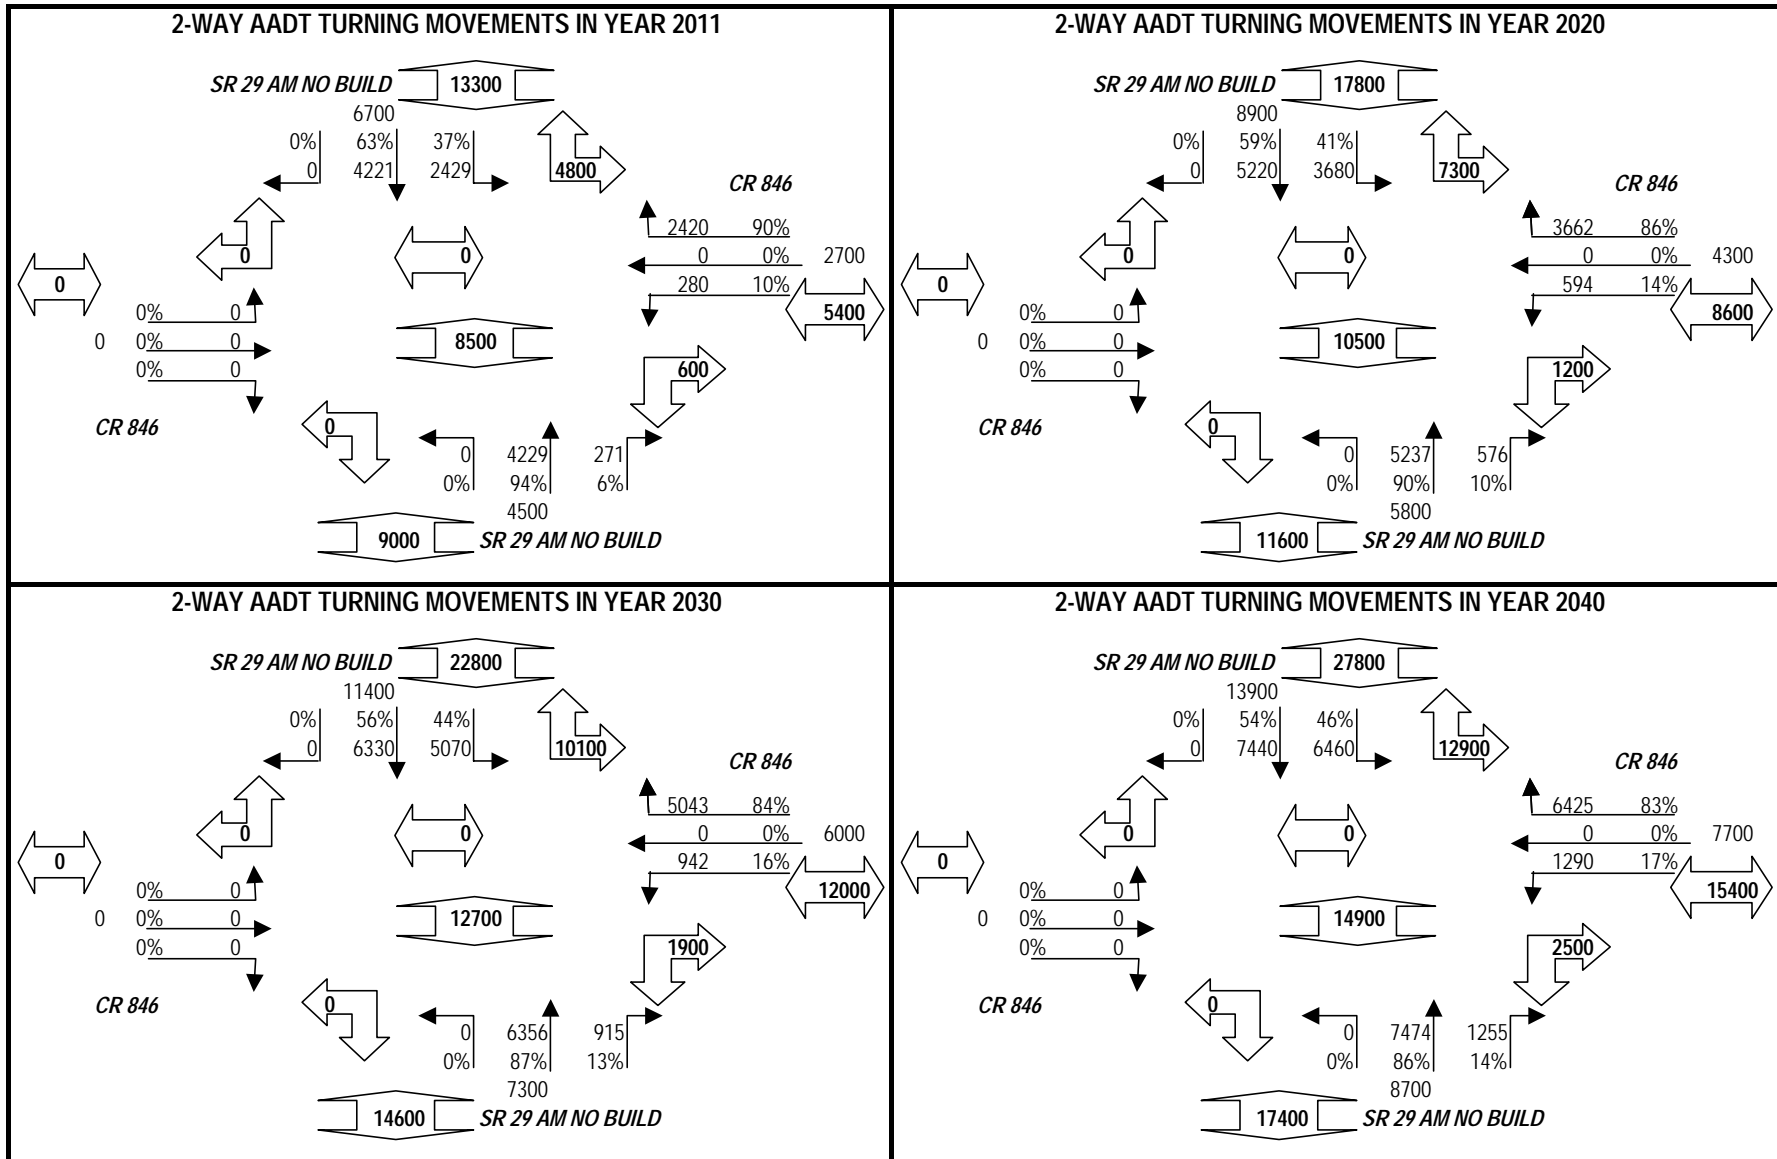 2-WAY AADT TURNING MOVEMENTS IN YEAR 2011
SR 29 AM NO BUILD 13300
6700
0% 63% 37%
0 4221 2429 4800
CR 846
2420 90%
0 0 0 0% 2700
0 280 10%
0% 0 5400
0 0% 0 8500
0% 0 600
CR 846 0
0 4229 271
0% 94% 6%
4500
9000 SR 29 AM NO BUILD
2-WAY AADT TURNING MOVEMENTS IN YEAR 2020
SR 29 AM NO BUILD 17800
8900
0% 59% 41%
0 5220 3680 7300
CR 846
3662 86%
0 0 0 0% 4300
0 594 14%
0% 0 8600
0 0% 0 10500
0% 0 1200
CR 846 0
0 5237 576
0% 90% 10%
5800
11600 SR 29 AM NO BUILD
2-WAY AADT TURNING MOVEMENTS IN YEAR 2030
SR 29 AM NO BUILD 22800
11400
0% 56% 44%
0 6330 5070 10100
CR 846
5043 84%
0 0 0 0% 6000
0 942 16%
0% 0 12000
0 0% 0 12700
0% 0 1900
CR 846 0
0 6356 915
0% 87% 13%
7300
14600 SR 29 AM NO BUILD
2-WAY AADT TURNING MOVEMENTS IN YEAR 2040
SR 29 AM NO BUILD 27800
13900
0% 54% 46%
0 7440 6460 12900
CR 846
6425 83%
0 0 0 0% 7700
0 1290 17%
0% 0 15400
0 0% 0 14900
0% 0 2500
CR 846 0
0 7474 1255
0% 86% 14%
8700
17400 SR 29 AM NO BUILD